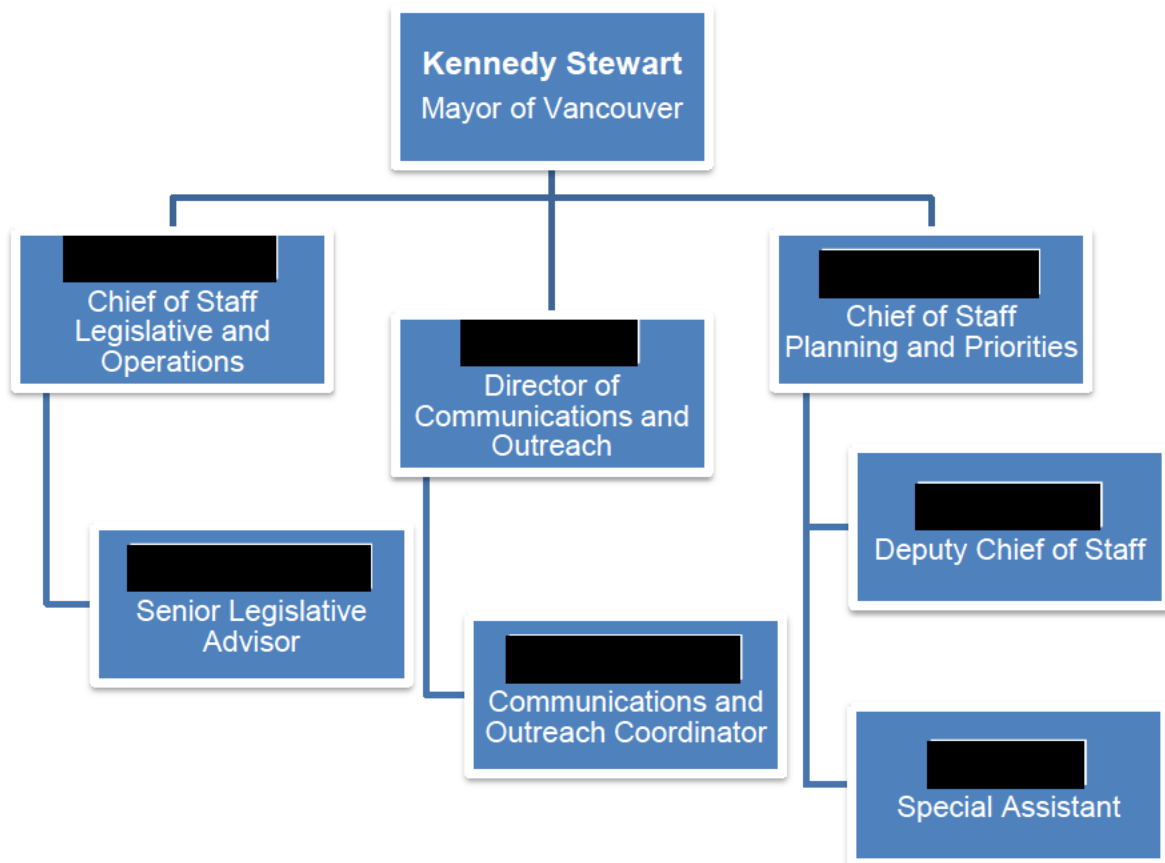 Kennedy Stewart
Mayor of Vancouver
Chief of Staff
Legislative and
Operations
Director of
Communications and
Outreach
Chief of Staff
Planning and Priorities
Senior Legislative
Advisor
Communications and
Outreach Coordinator
Deputy Chief of Staff
Special Assistant